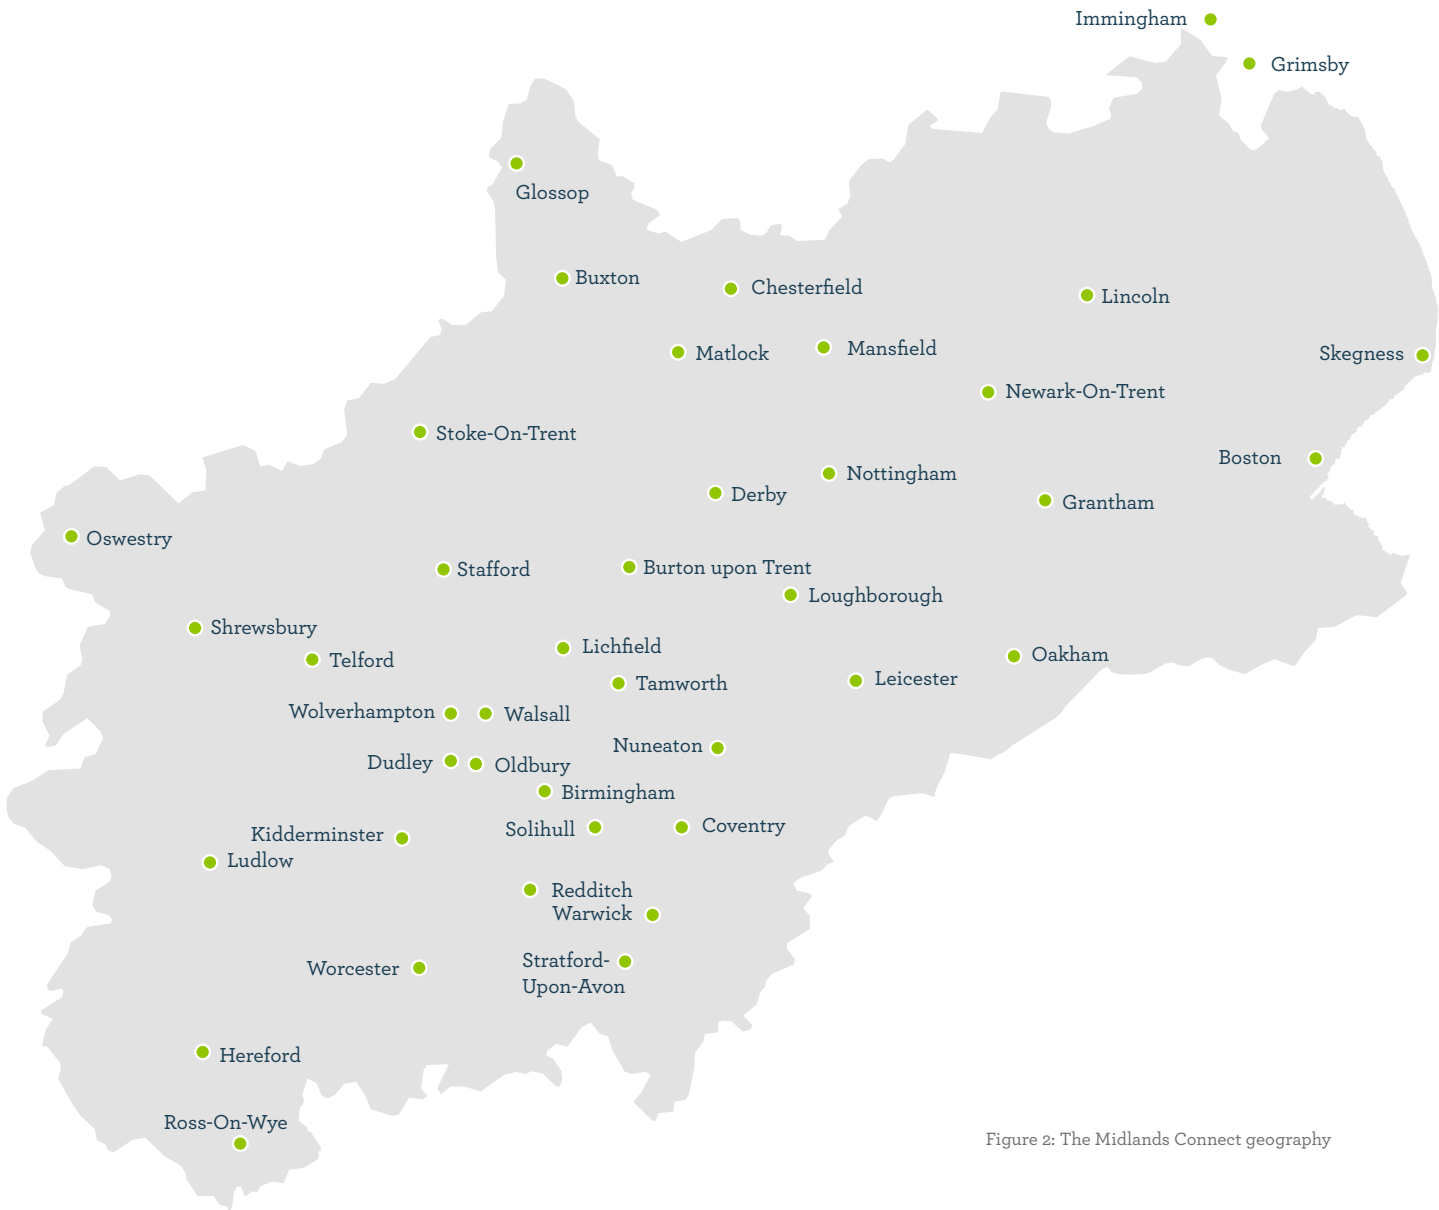 Immingham
Grimsby
Glossop
Buxton
Chesterfield
Lincoln
Matlock
Mansfield
Skegness
Newark-On-Trent
Stoke-On-Trent
Boston
Nottingham
Derby
Grantham
Oswestry
Stafford
Burton upon Trent
Loughborough
Shrewsbury
Lichfield
Oakham
Telford
Leicester
Tamworth
Wolverhampton
Walsall
Nuneaton
Dudley
Oldbury
Birmingham
Solihull
Coventry
Kidderminster
Ludlow
Redditch
Warwick
Stratford-
Upon-Avon
Worcester
Hereford
Ross-On-Wye
Figure 2: The Midlands Connect geography